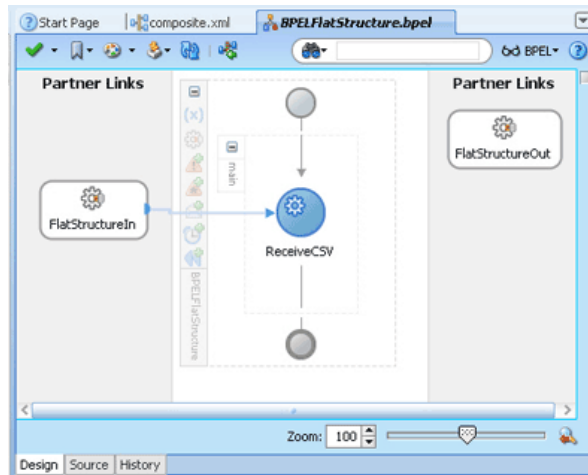 Start Page
composite.xml
BPELFlatStructure.bpel
BPEL
Partner Links
Partner Links
(x)
main
FlatStructureIn
ReceiveCSV
FlatStructureOut
BPELFlatStructure
Zoom: 100
Design Source History